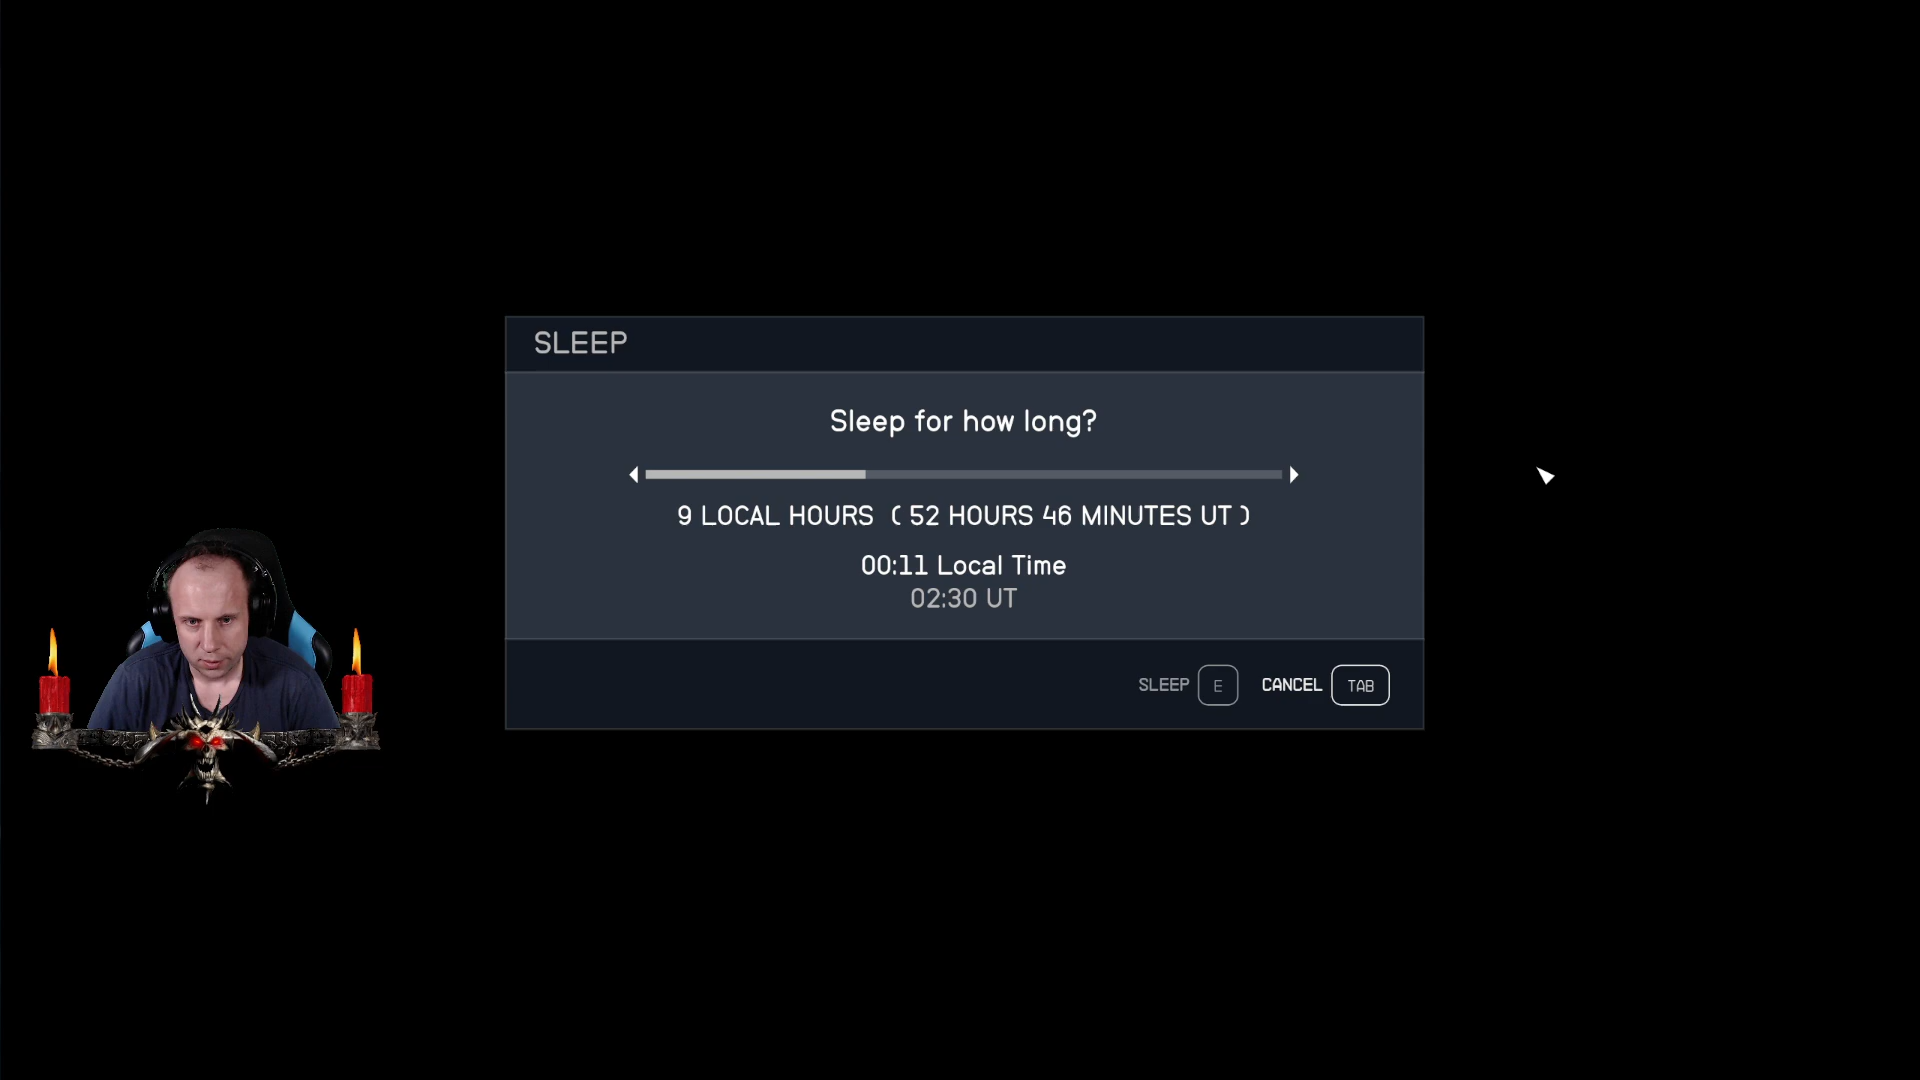 SLEEP
Sleep for how long?
9 LOCAL HOURS ( 52 HOURS 46 MINUTES UT )
00:11 Local Time
02:30 UT
SLEEP E CANCEL TAB